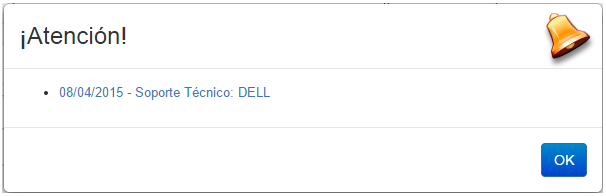 ¡Atención!
08/04/2015 - Soporte Técnico: DELL
OK